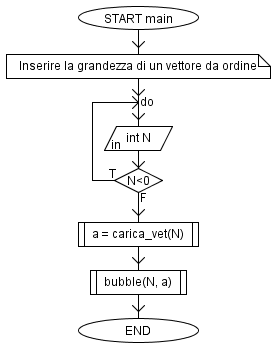 START main
Inserire la grandezza di un vettore da ordine
do
int N
in
T
N<0
F
a = carica_vet(N)
bubble(N, a)
END